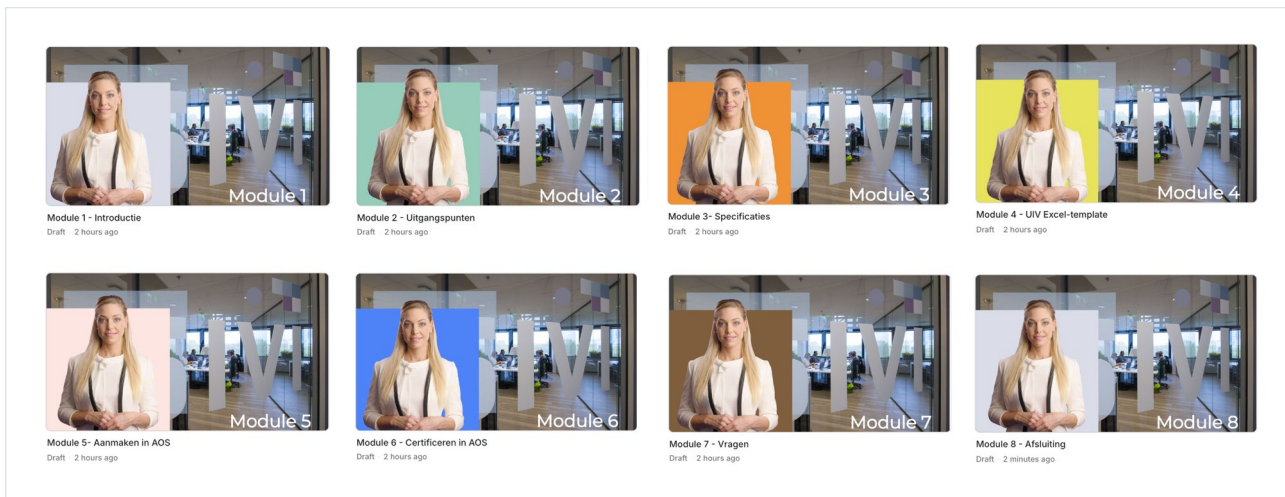 Module 1
Module 2
Module 3
Module 4
Module 1 - Introductie
Module 2 - Uitgangspunten
Module 3- Specificaties
Module 4 - UIV Excel-template
Draft 2 hours ago
Draft 2 hours ago
Draft 2 hours ago
Draft 2 hours ago
Module 5
Module 6
Module 7
Module 8
Module 5- Aanmaken in AOS
Module 6 - Certificeren in AOS
Module 7 - Vragen
Module 8 - Afsluiting
Draft 2 hours ago
Draft 2 hours ago
Draft 2 hours ago
Draft · 2 minutes ago